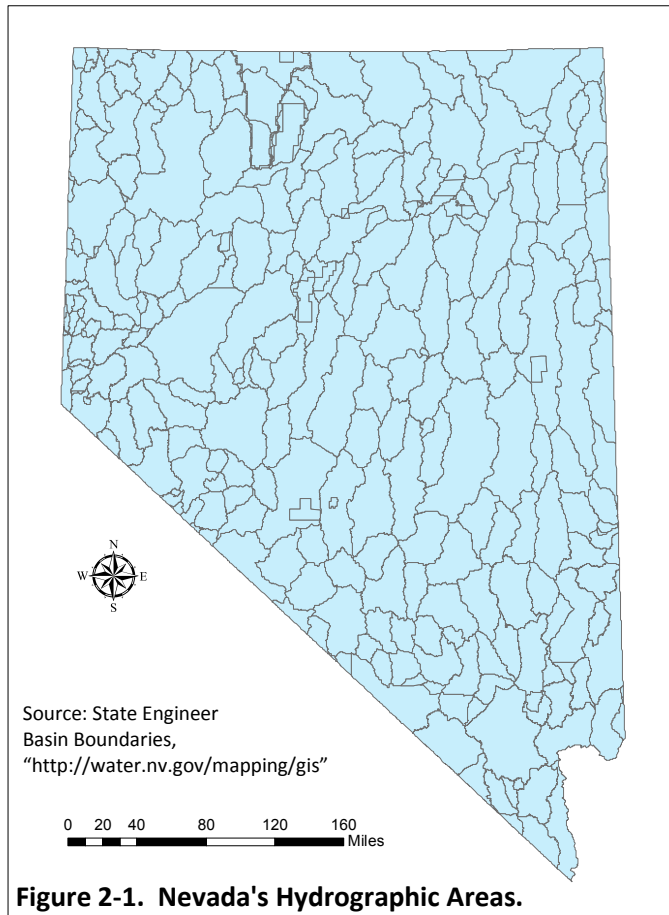 N
W E
S
Source: State Engineer
Basin Boundaries,
“http://water.nv.gov/mapping/gis”
0 20 40 80 120 160
Miles
Figure 2-1. Nevada's Hydrographic Areas.